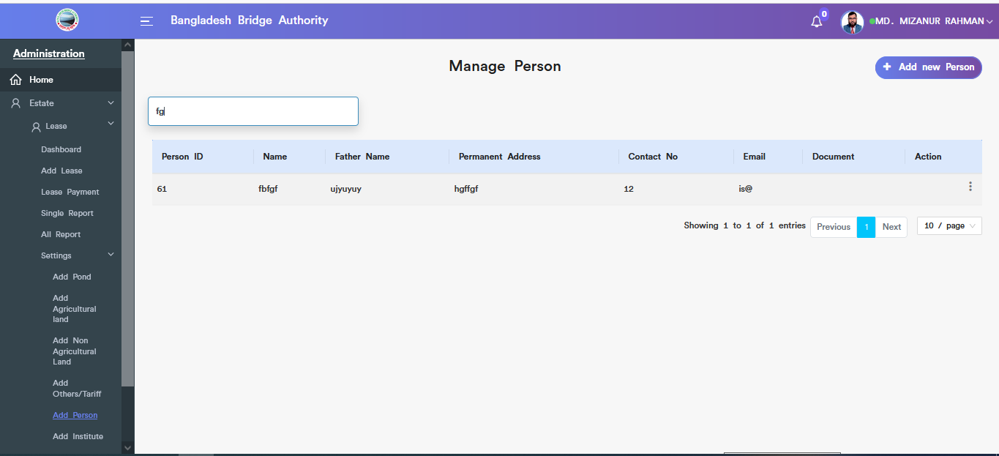 Bangladesh Bridge Authority
0
MD. MIZANUR RAHMAN
Administration
Home
Estate
Lease
Dashboard
Add Lease
Lease Payment
Single Report
All Report
Settings
Add Pond
Add
Agricultural
land
Add Non
Agricultural
Land
Add
Others/Tariff
Add Person
Add Institute
Manage Person
+ Add new Person
fg
Person ID Name Father Name Permanent Address Contact No Email Document Action
61 fbfgf ujyuyuy hgffgf 12 is@
Showing 1 to 1 of 1 entries Previous 1 Next 10 / page